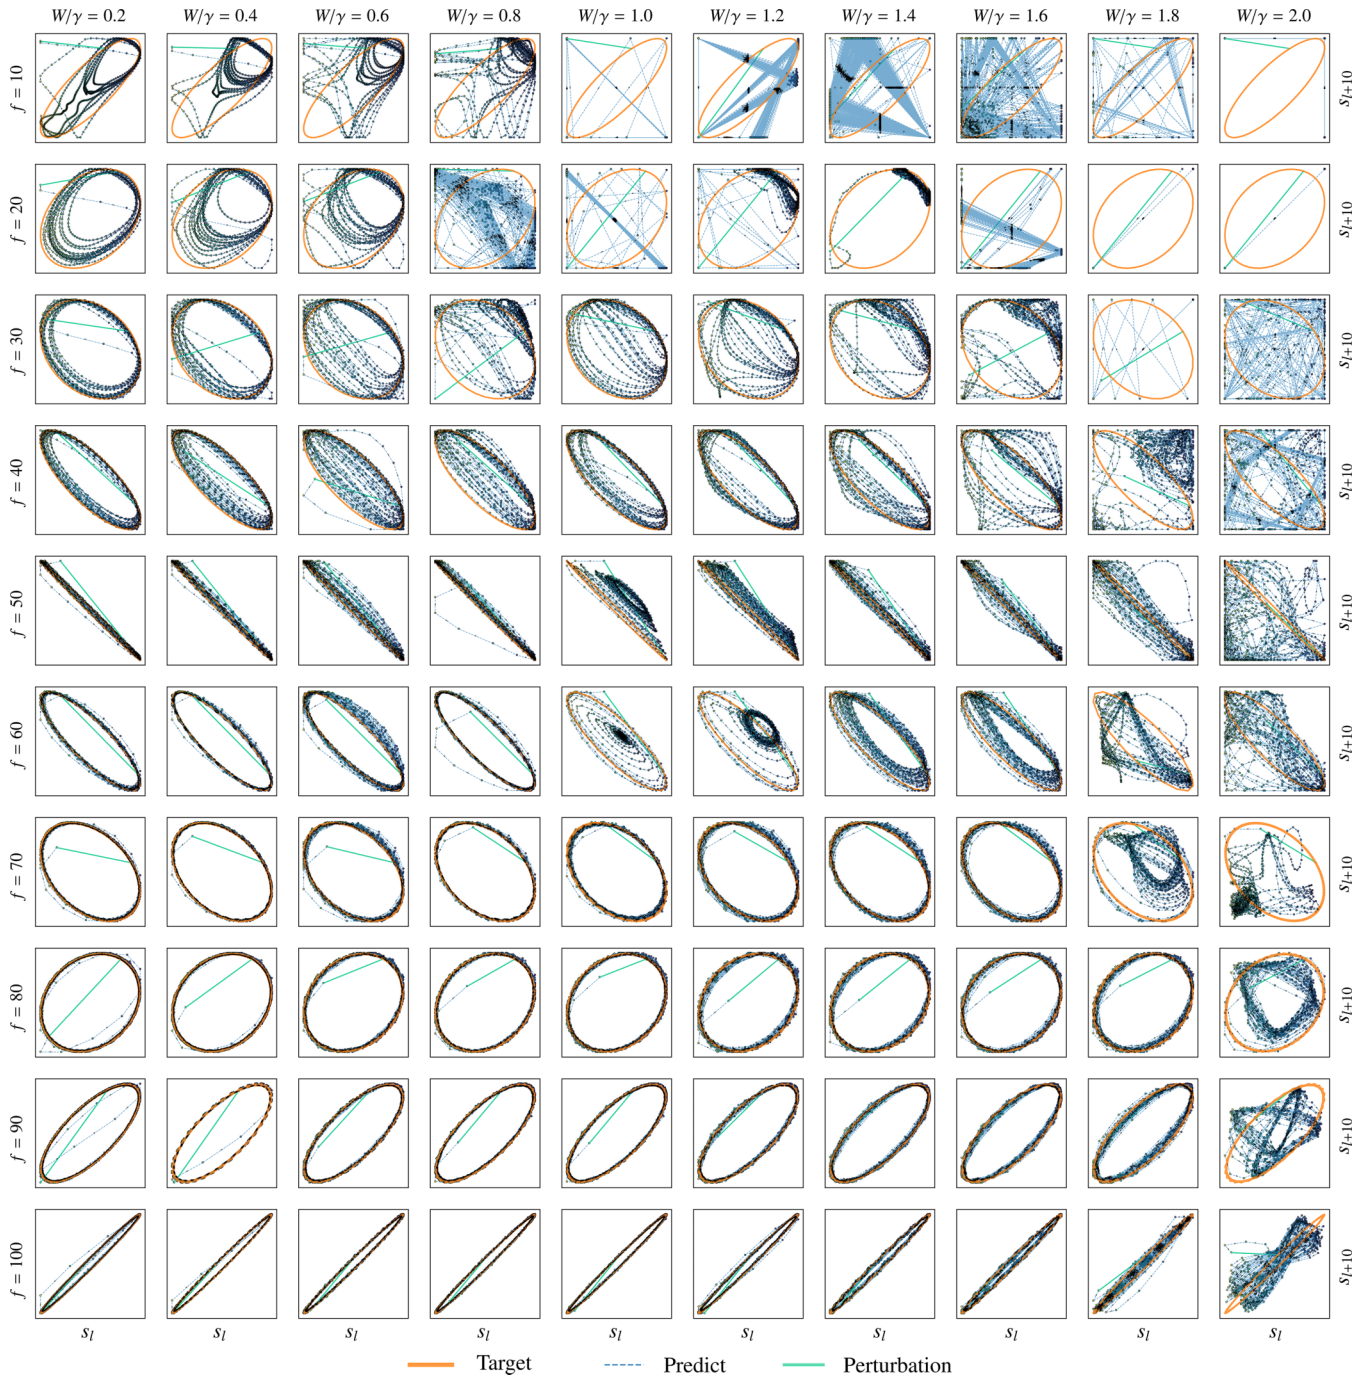 W/γ = 0.2 W/γ = 0.4 W/γ = 0.6 W/γ = 0.8 W/γ = 1.0 W/γ = 1.2 W/γ = 1.4 W/γ = 1.6 W/γ = 1.8 W/γ = 2.0
f = 10 s_{l+10}
f = 20 s_{l+10}
f = 30 s_{l+10}
f = 40 s_{l+10}
f = 50 s_{l+10}
f = 60 s_{l+10}
f = 70 s_{l+10}
f = 80 s_{l+10}
f = 90 s_{l+10}
f = 100 s_{l+10}
s_l s_l s_l s_l s_l s_l s_l s_l s_l s_l
Target Predict Perturbation